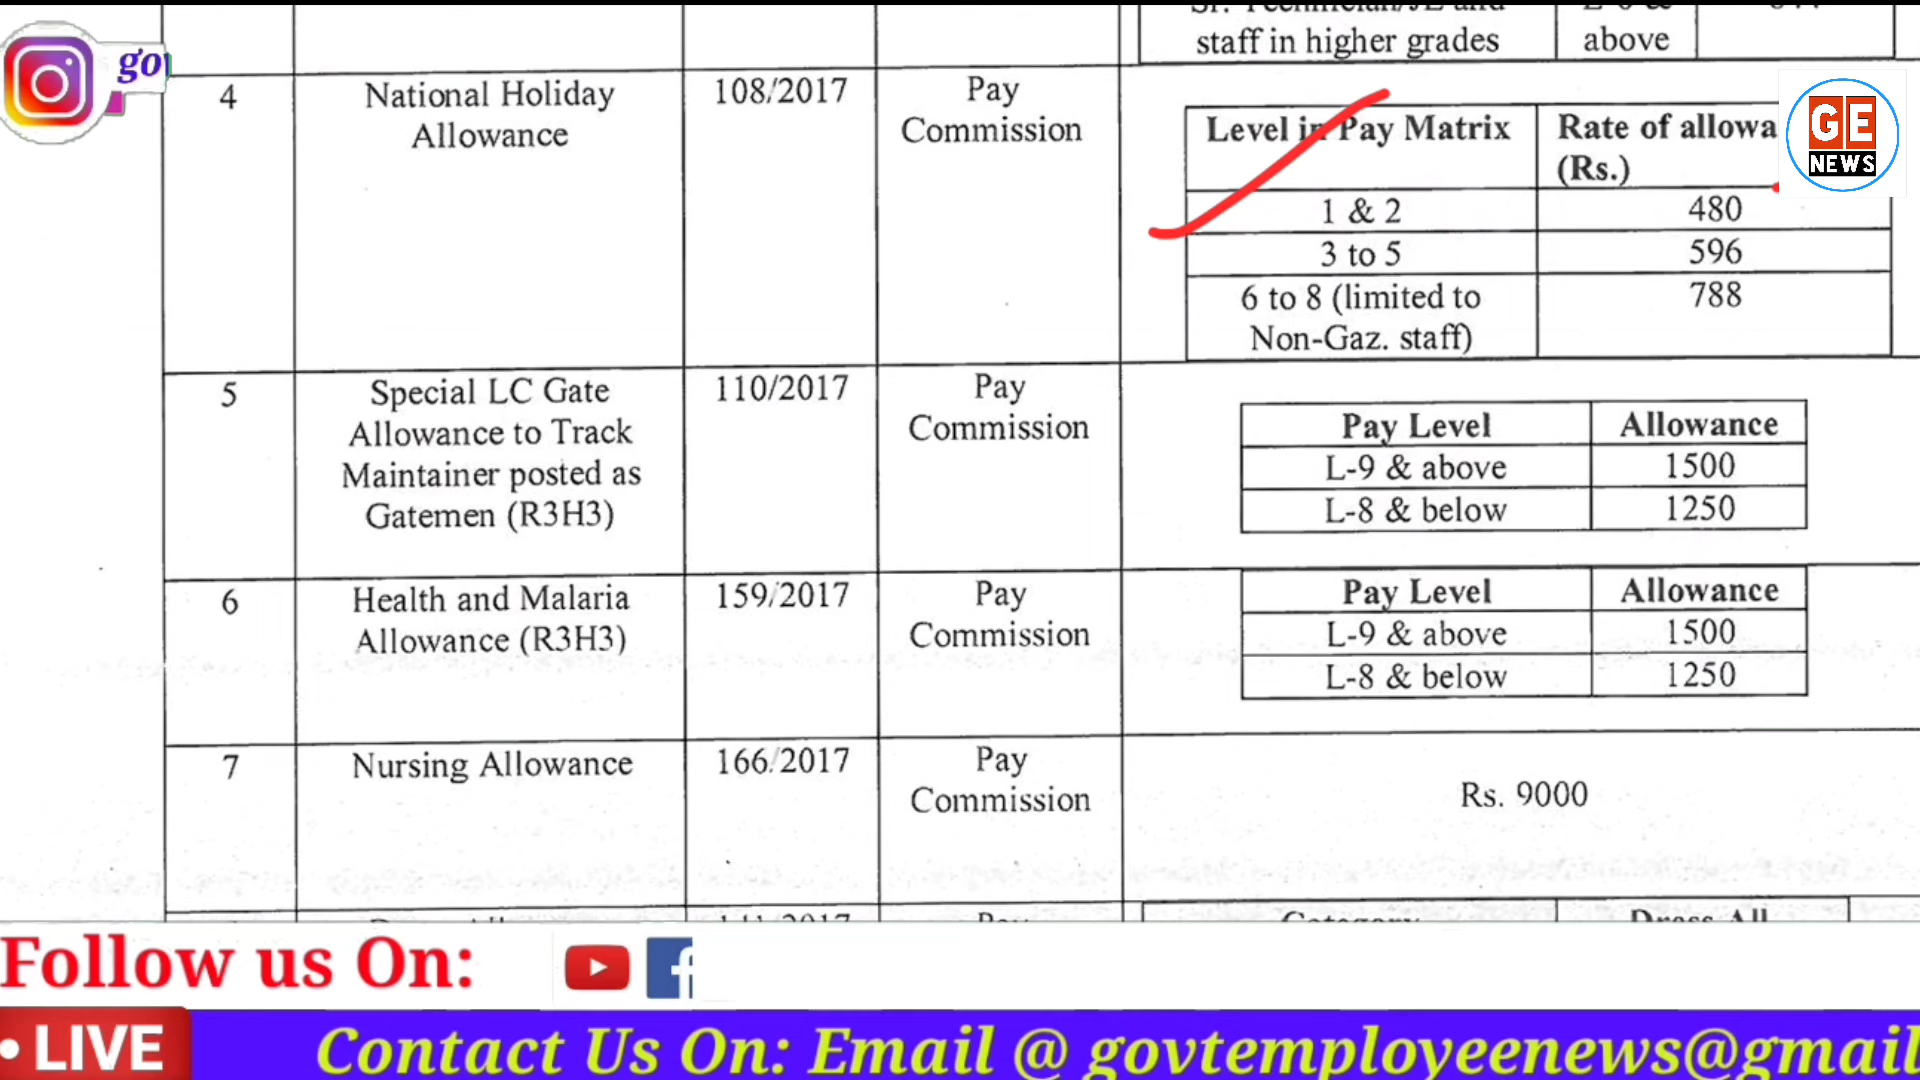 staff in higher grades
above
go
4
National Holiday
Allowance
108/2017
Pay
Commission
Level in Pay Matrix
Rate of allowa
(Rs.)
1 & 2
480
3 to 5
596
6 to 8 (limited to
Non-Gaz. staff)
788
GE
NEWS
5
Special LC Gate
Allowance to Track
Maintainer posted as
Gatemen (R3H3)
110/2017
Pay
Commission
Pay Level
Allowance
L-9 & above
1500
L-8 & below
1250
6
Health and Malaria
Allowance (R3H3)
159/2017
Pay
Commission
Pay Level
Allowance
L-9 & above
1500
L-8 & below
1250
7
Nursing Allowance
166/2017
Pay
Commission
Rs. 9000
Follow us On:
• LIVE
Contact Us On: Email @ govtemployeenews@gmail